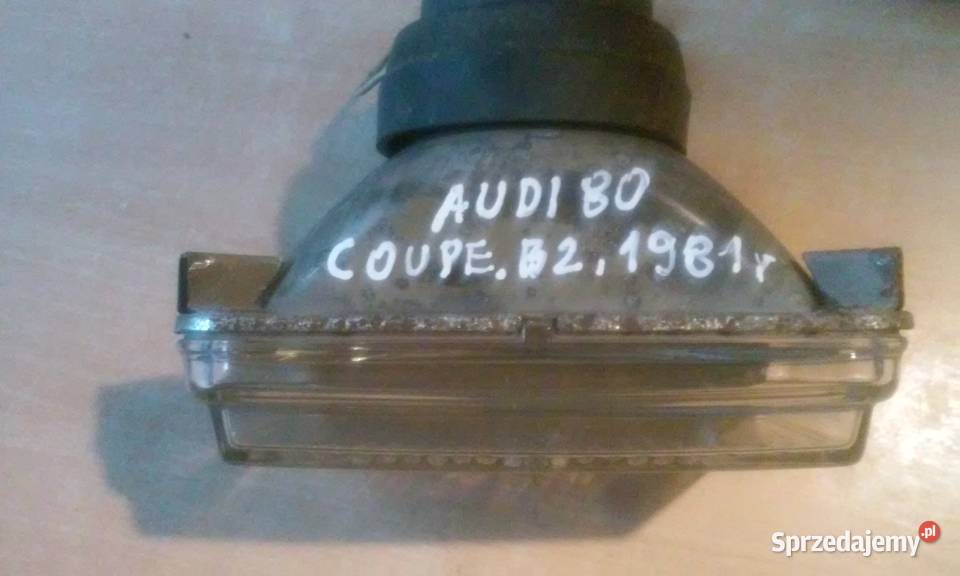 AUDI 80
COUPE. B2. 1981r
Sprzedajemy.pl